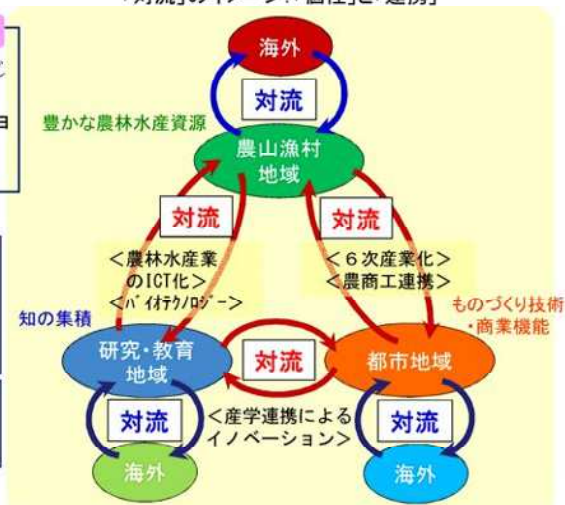 「対流」のイメージ:「個性」と「連携」
海外
対流
豊かな農林水産資源
農山漁村
地域
対流
対流
<農林水産業
のICT化>
<ﾊﾞｲｵﾃｸﾉﾛｼﾞｰ>
<6次産業化>
<農商工連携>
知の集積
ものづくり技術
・商業機能
研究・教育
地域
対流
都市地域
対流
<産学連携による
イノベーション>
対流
海外
海外